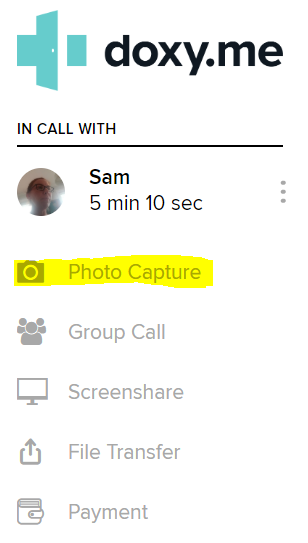 doxy.me
IN CALL WITH
Sam
5 min 10 sec
Photo Capture
Group Call
Screenshare
File Transfer
Payment